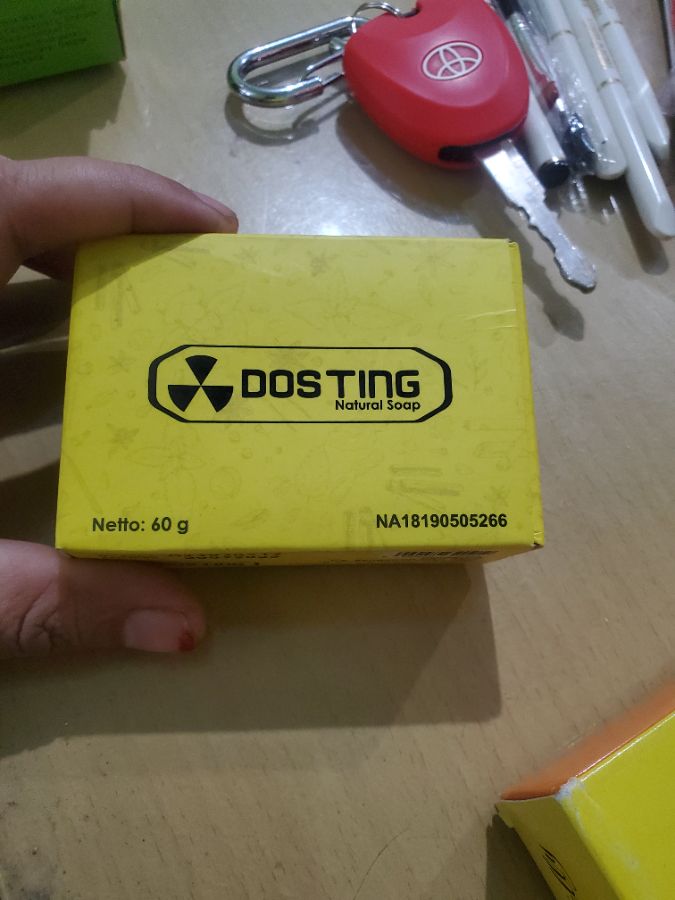 DOSTING
Natural Soap
Netto: 60 g
NA18190505266